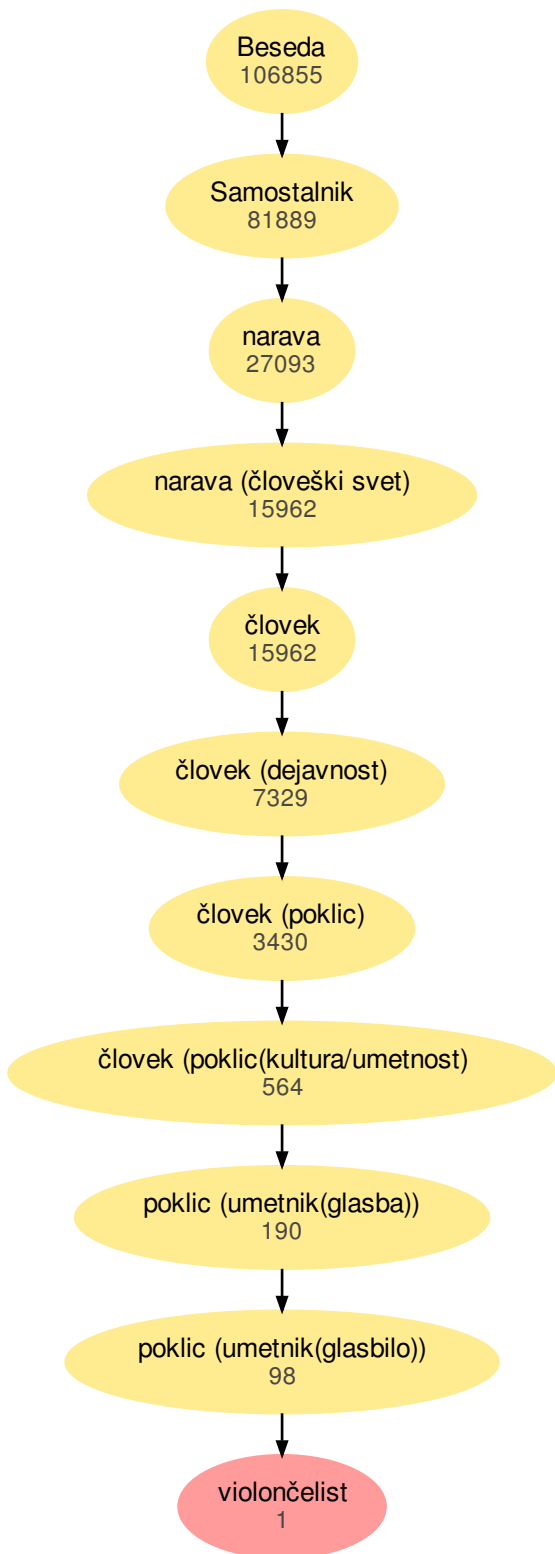 Beseda
106855
Samostalnik
81889
narava
27093
narava (človeški svet)
15962
človek
15962
človek (dejavnost)
7329
človek (poklic)
3430
človek (poklic(kultura/umetnost)
564
poklic (umetnik(glasba))
190
poklic (umetnik(glasbilo))
98
violončelist
1